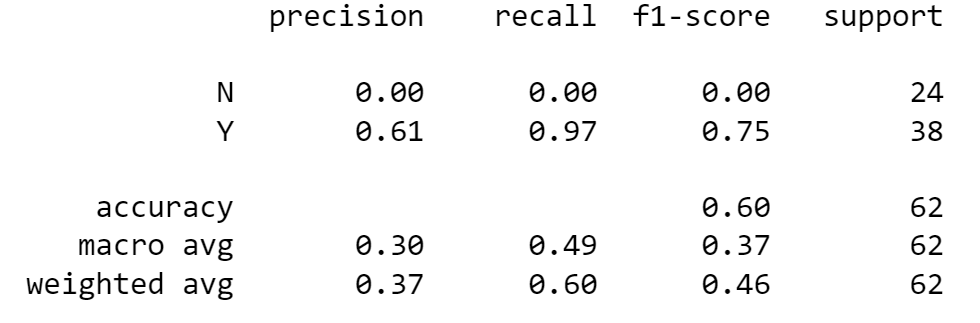 precision recall f1-score support
N 0.00 0.00 0.00 24
Y 0.61 0.97 0.75 38
accuracy 0.60 62
macro avg 0.30 0.49 0.37 62
weighted avg 0.37 0.60 0.46 62